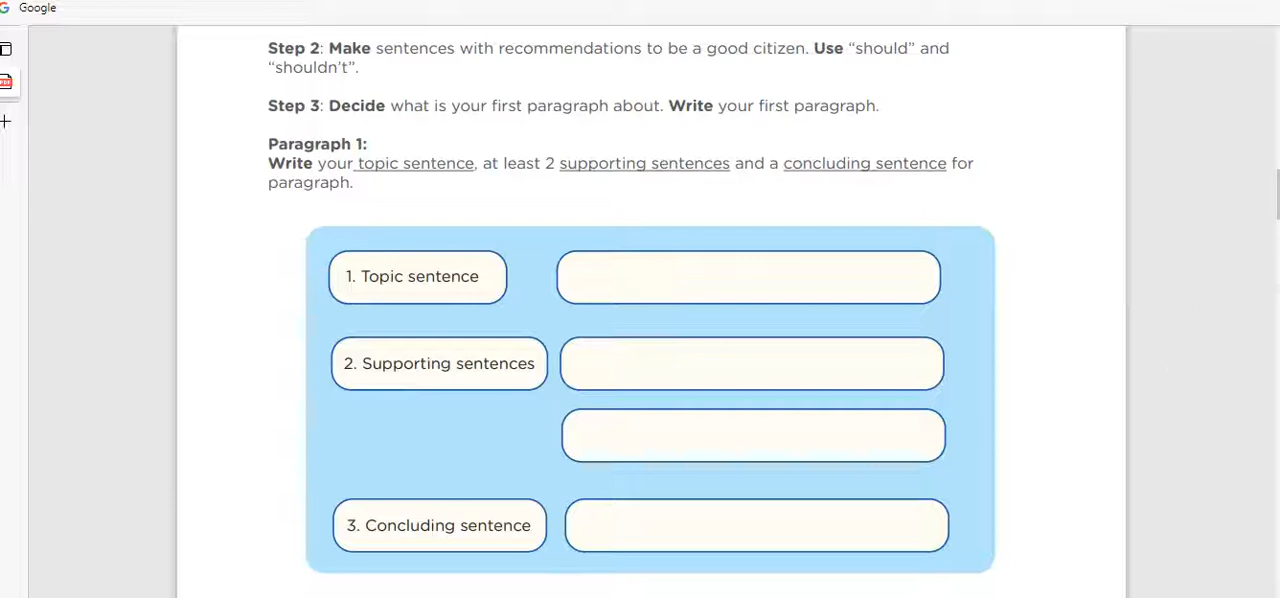 Google
Step 2: Make sentences with recommendations to be a good citizen. Use “should” and
“shouldn’t”.
Step 3: Decide what is your first paragraph about. Write your first paragraph.
Paragraph 1:
Write your topic sentence, at least 2 supporting sentences and a concluding sentence for
paragraph.
1. Topic sentence
2. Supporting sentences
3. Concluding sentence